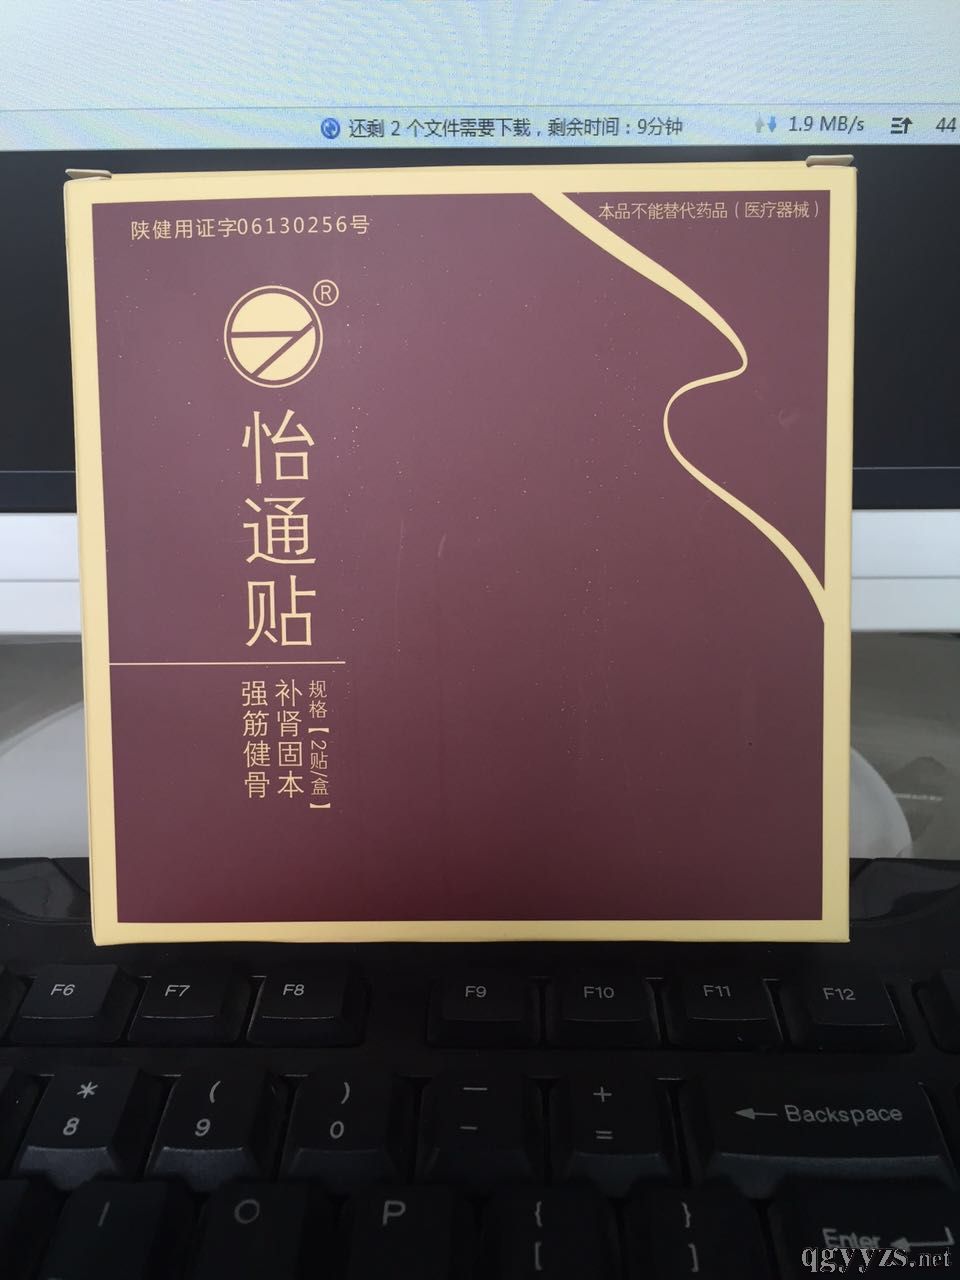 还剩 2 个文件需要下载，剩余时间：9分钟
1.9 MB/s
44
陕健用证字06130256号
本品不能替代药品（医疗器械）
®
怡通贴
规格【2贴/盒】
补肾固本
强筋健骨
F6 F7 F8 F9 F10 F11 F12
* ( ) — +
8 9 0 - =
Backspace
I O P { }
[ ]
Enter
qgyyzs.net